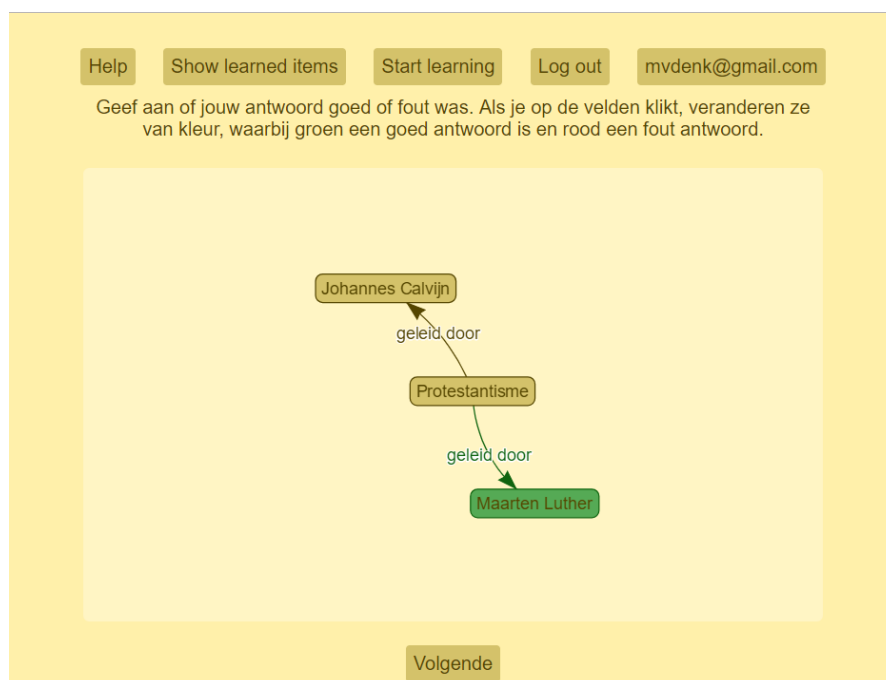 Help Show learned items Start learning Log out mvdenk@gmail.com
Geef aan of jouw antwoord goed of fout was. Als je op de velden klikt, veranderen ze
van kleur, waarbij groen een goed antwoord is en rood een fout antwoord.
Johannes Calvijn
geleid door
Protestantisme
geleid door
Maarten Luther
Volgende